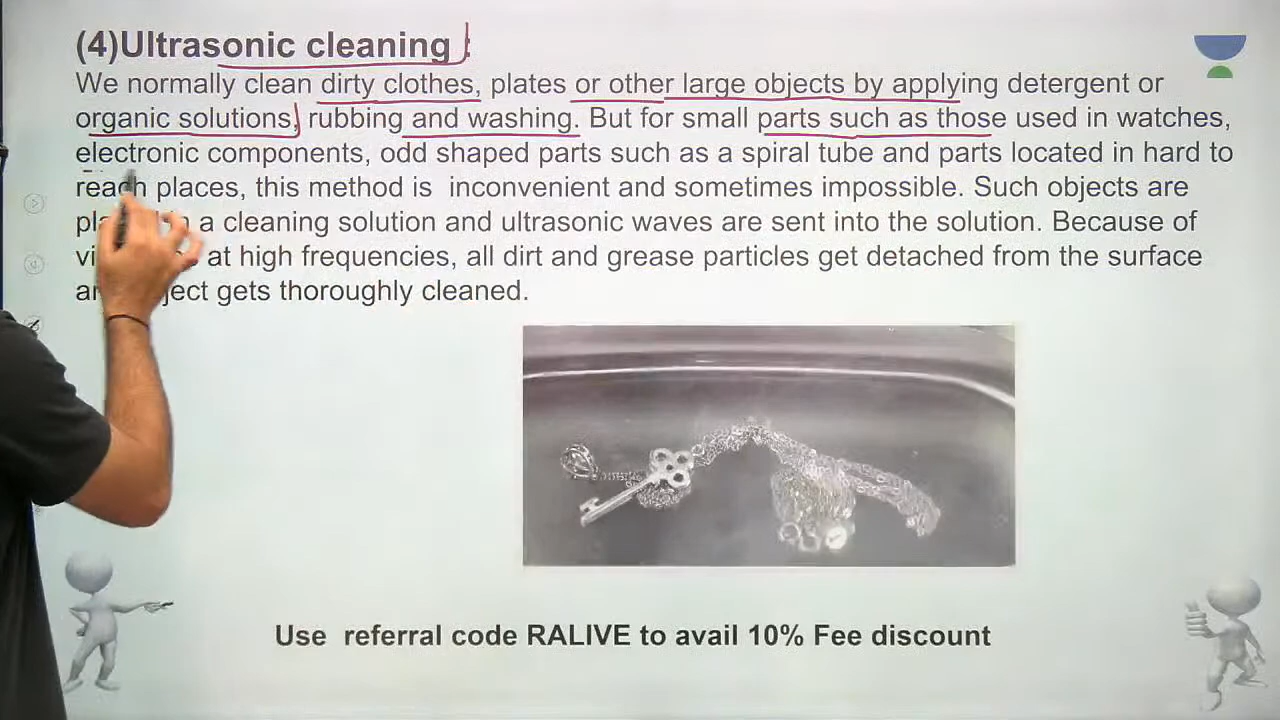 (4)Ultrasonic cleaning :
We normally clean dirty clothes, plates or other large objects by applying detergent or
organic solutions, rubbing and washing. But for small parts such as those used in watches,
electronic components, odd shaped parts such as a spiral tube and parts located in hard to
reach places, this method is inconvenient and sometimes impossible. Such objects are
a cleaning solution and ultrasonic waves are sent into the solution. Because of
at high frequencies, all dirt and grease particles get detached from the surface
gets thoroughly cleaned.
Use referral code RALIVE to avail 10% Fee discount